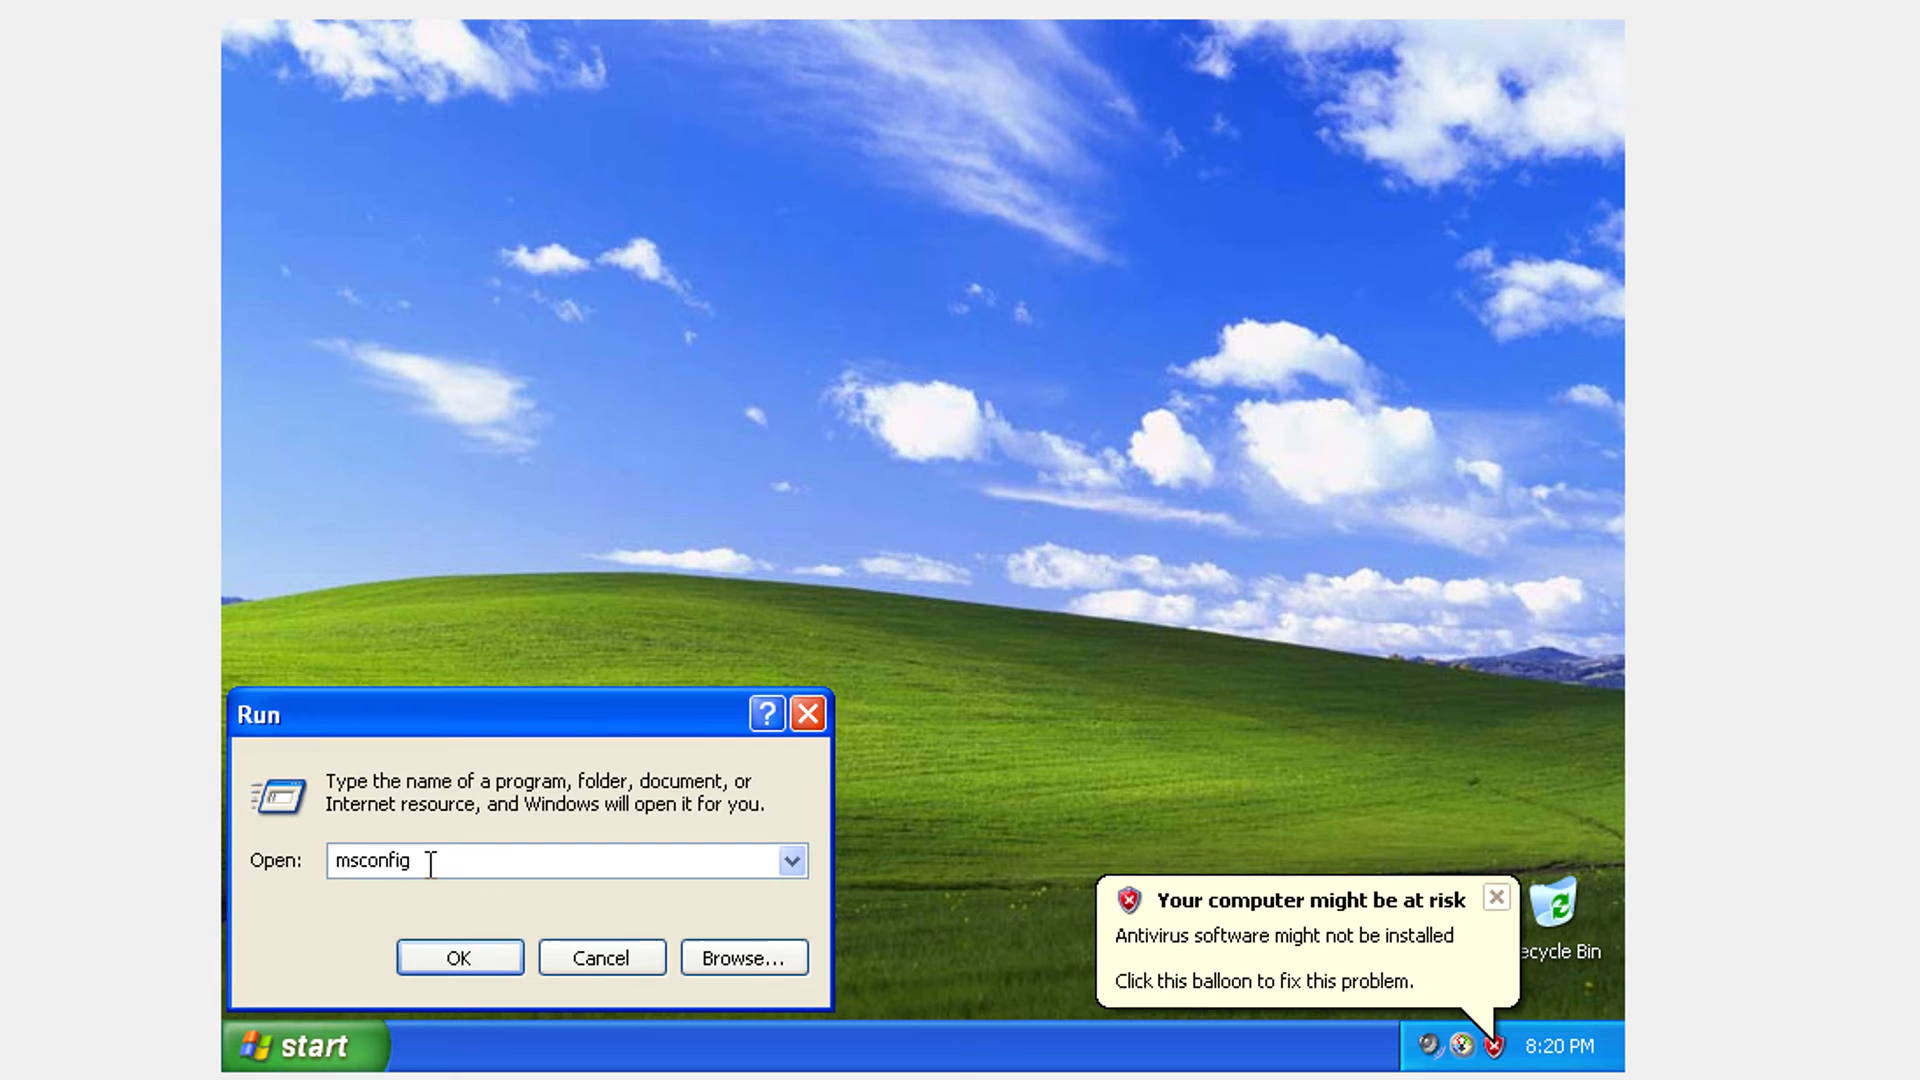 Run
Type the name of a program, folder, document, or
Internet resource, and Windows will open it for you.
Open: msconfig
OK Cancel Browse...
Your computer might be at risk
Antivirus software might not be installed
Click this balloon to fix this problem.
ecycle Bin
start
8:20 PM